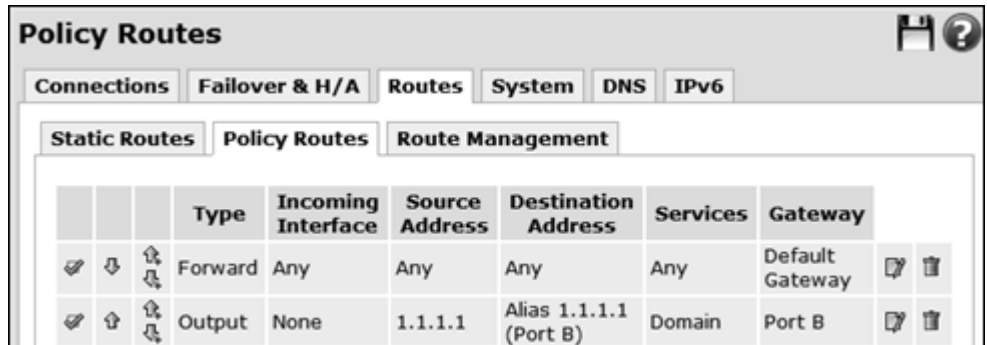 Policy Routes
Connections Failover & H/A Routes System DNS IPv6
Static Routes Policy Routes Route Management
Type Incoming Interface Source Address Destination Address Services Gateway
Forward Any Any Any Any Default Gateway
Output None 1.1.1.1 Alias 1.1.1.1 (Port B) Domain Port B